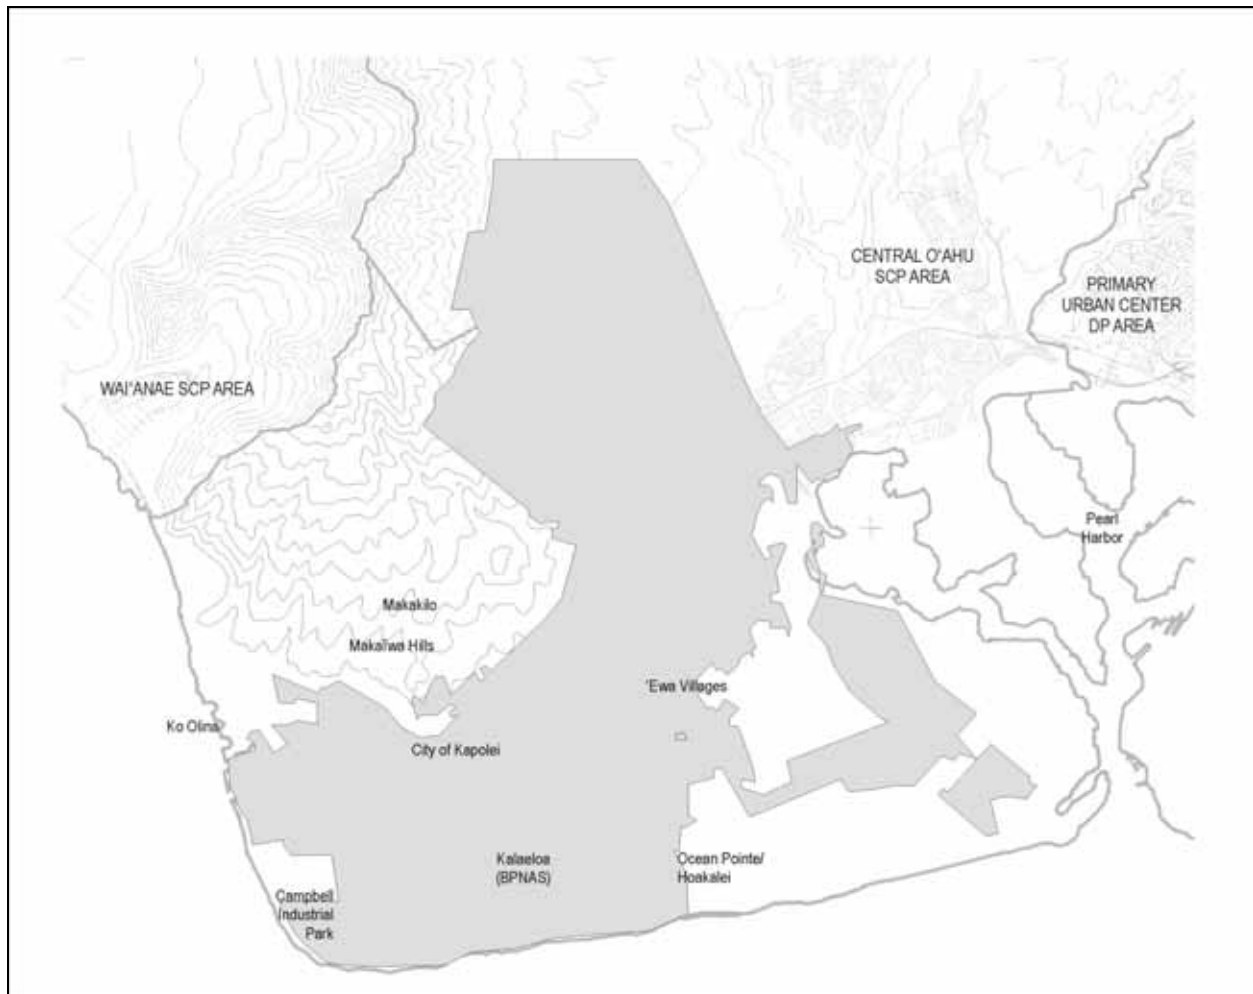 CENTRAL O'AHU
SCP AREA
PRIMARY
URBAN CENTER
DP AREA
WAI'ANAE SCP AREA
Pearl
Harbor
Makakilo
Makaīwa Hills
'Ewa Villages
Ko Olina
City of Kapolei
Kalaeloa
(BPNAS)
Ocean Pointe/
Hoakalei
Campbell
Industrial
Park